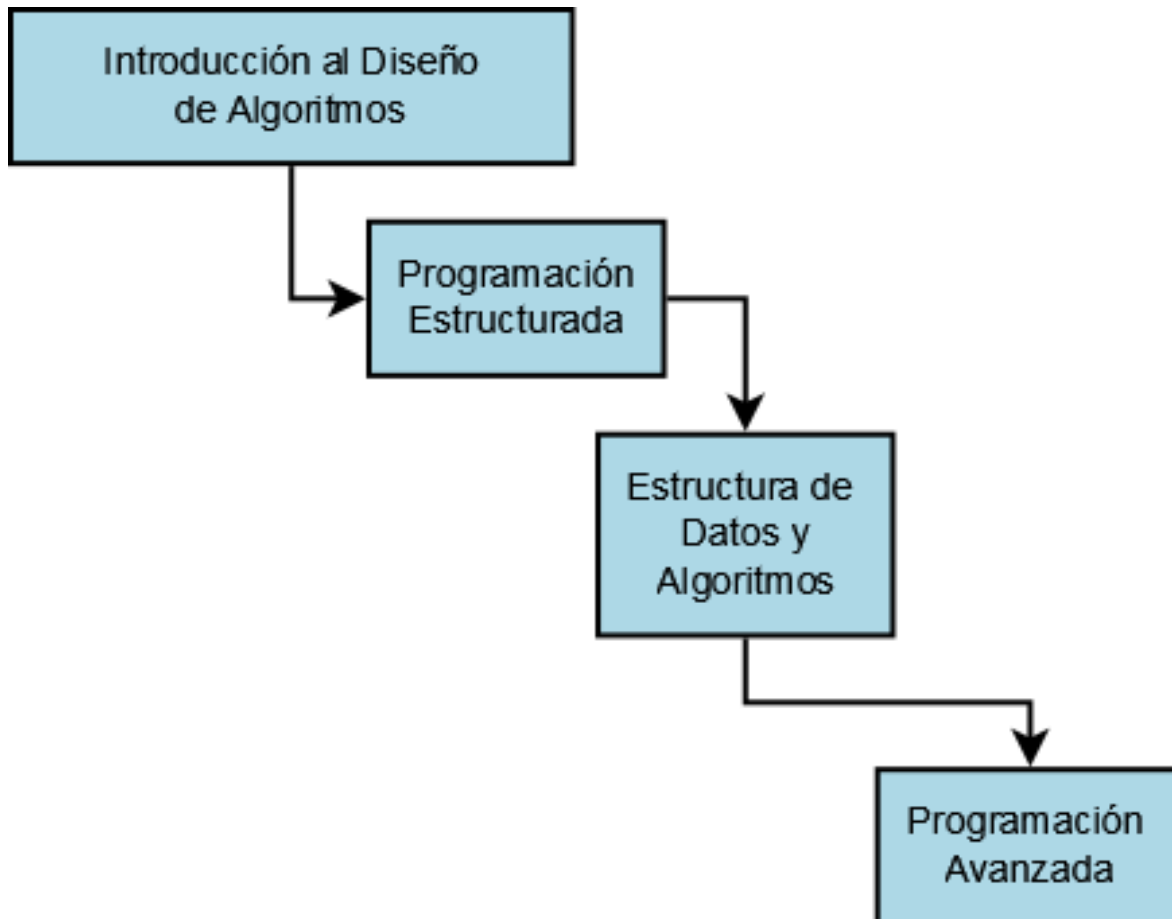 Introducción al Diseño
de Algoritmos
Programación
Estructurada
Estructura de
Datos y
Algoritmos
Programación
Avanzada